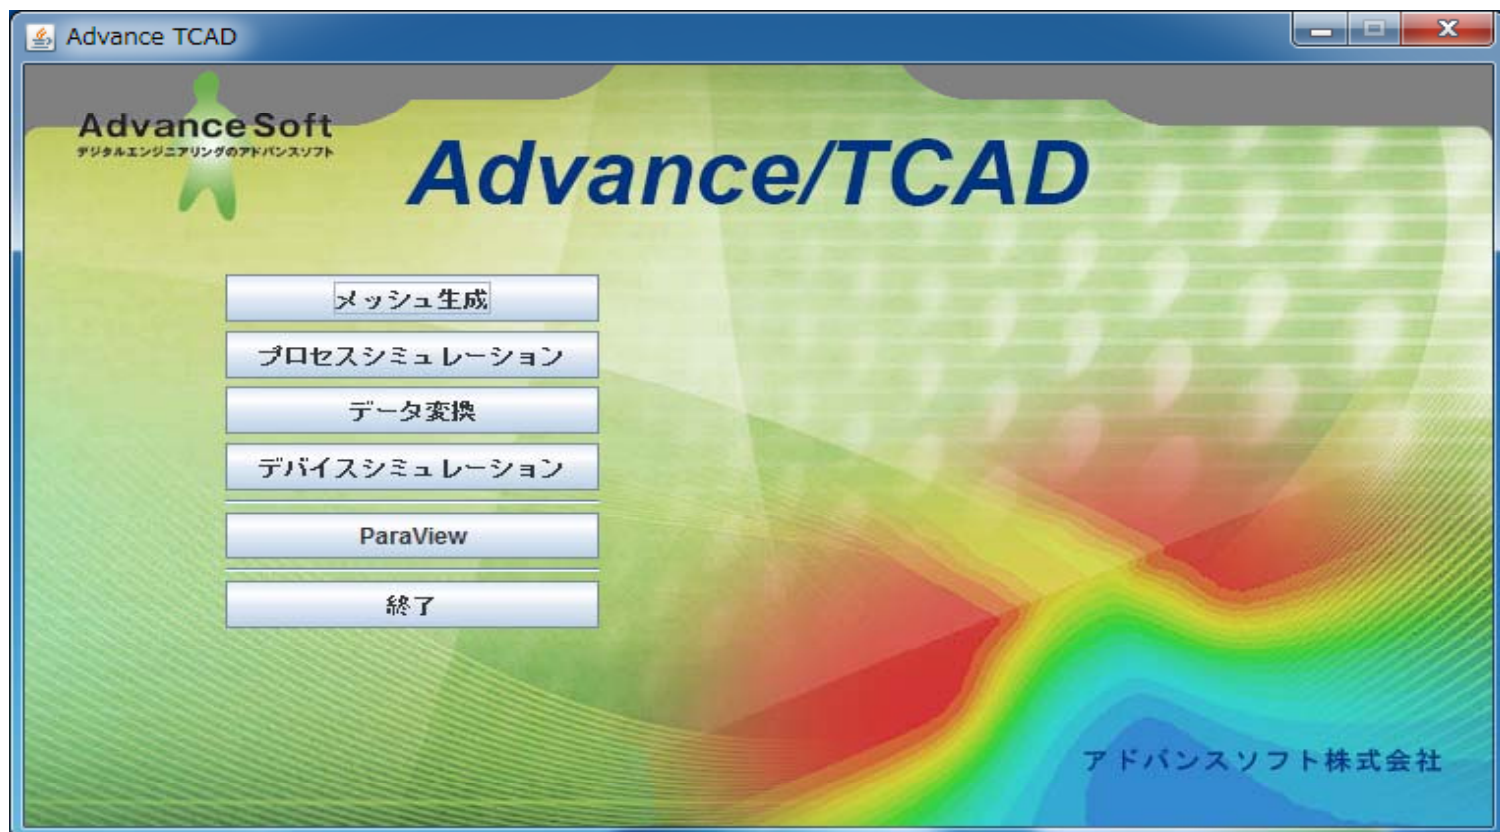 Advance TCAD
AdvanceSoft
デジタルエンジニアリングのアドバンスソフト
Advance/TCAD
メッシュ生成
プロセスシミュレーション
データ変換
デバイスシミュレーション
ParaView
終了
アドバンスソフト株式会社